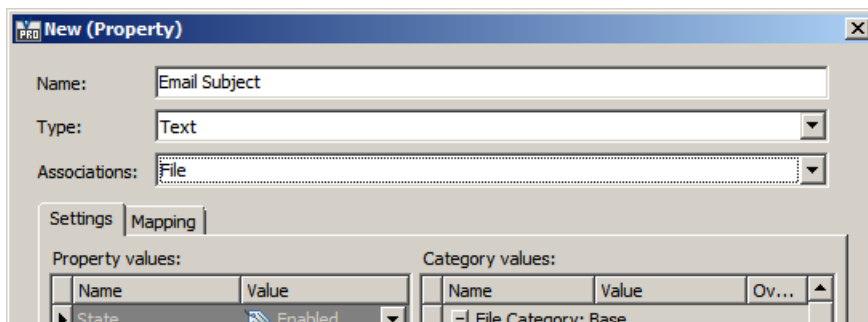 PRO New (Property)
Name: Email Subject
Type: Text
Associations: File
Settings Mapping
Property values: Category values:
Name Value Name Value Ov...
State Enabled File Category: Base